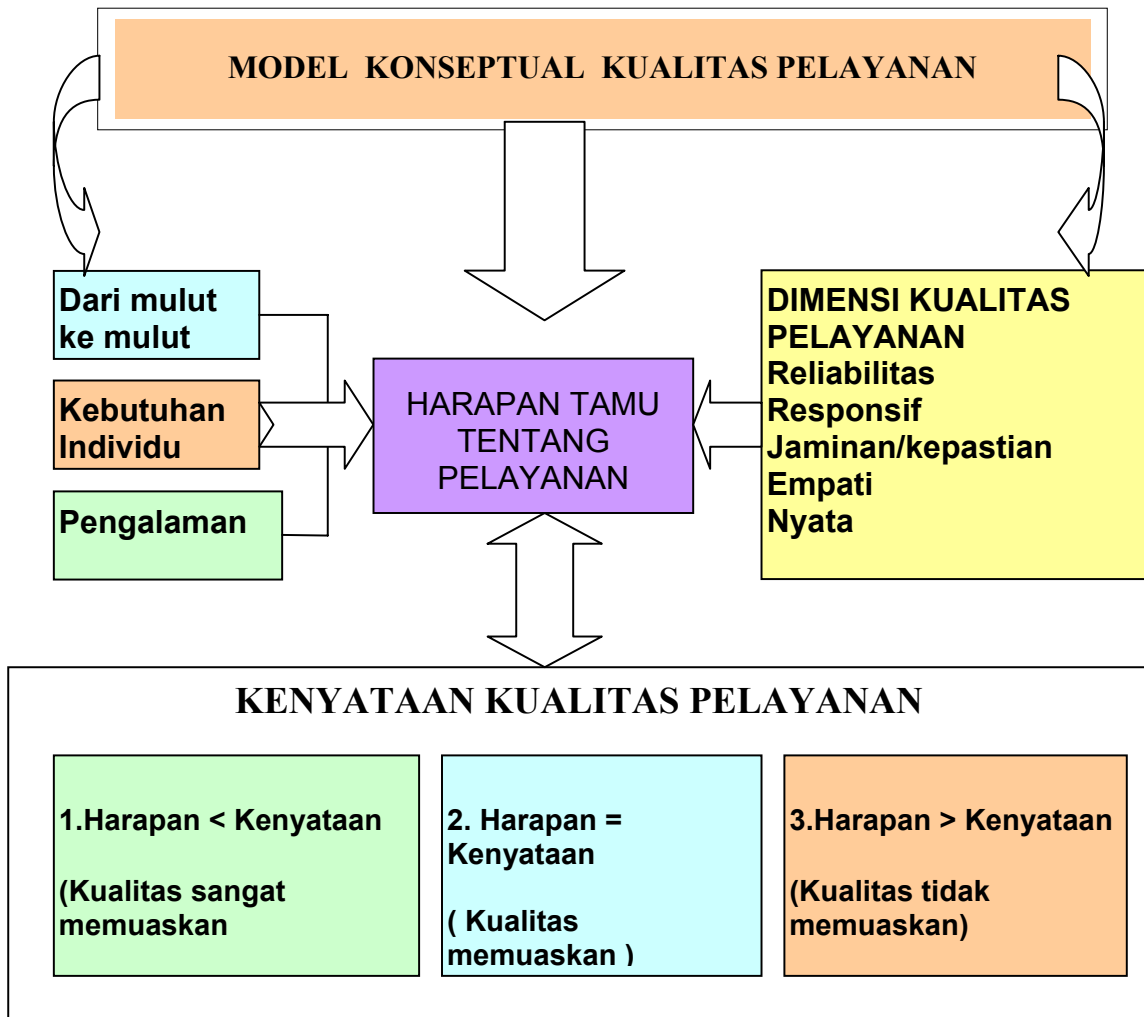 MODEL KONSEPTUAL KUALITAS PELAYANAN
Dari mulut
ke mulut
Kebutuhan
Individu
Pengalaman
HARAPAN TAMU
TENTANG
PELAYANAN
DIMENSI KUALITAS
PELAYANAN
Reliabilitas
Responsif
Jaminan/kepastian
Empati
Nyata
KENYATAAN KUALITAS PELAYANAN
1.Harapan < Kenyataan
(Kualitas sangat
memuaskan
2. Harapan =
Kenyataan
( Kualitas
memuaskan )
3.Harapan > Kenyataan
(Kualitas tidak
memuaskan)